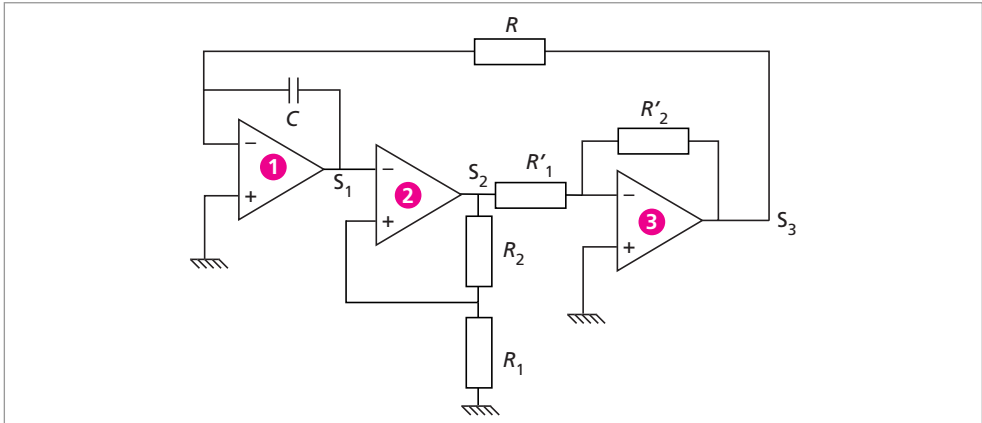 R
C
R'₂
−
1
+
S₁
−
2
+
S₂
R'₁
−
3
+
S₃
R₂
R₁